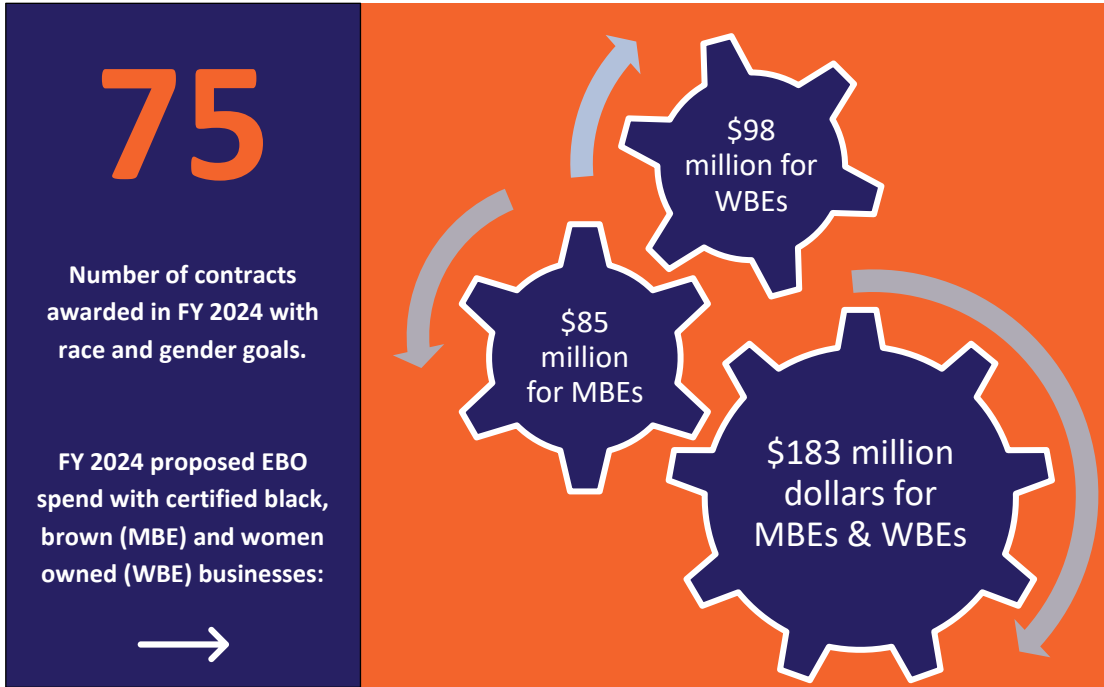 75
Number of contracts
awarded in FY 2024 with
race and gender goals.
FY 2024 proposed EBO
spend with certified black,
brown (MBE) and women
owned (WBE) businesses:
$98
million for
WBEs
$85
million
for MBEs
$183 million
dollars for
MBEs & WBEs